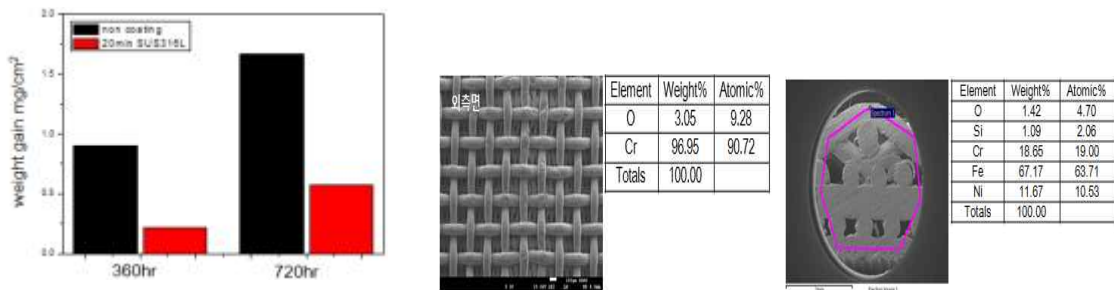 2.0
1.5
1.0
0.5
0.0
weight gain mg/cm²
non coating
20min SUS316L
360hr
720hr
외측면
Element Weight% Atomic%
O 3.05 9.28
Cr 96.95 90.72
Totals 100.00
Spectrum 1
Element Weight% Atomic%
O 1.42 4.70
Si 1.09 2.06
Cr 18.65 19.00
Fe 67.17 63.71
Ni 11.67 10.53
Totals 100.00